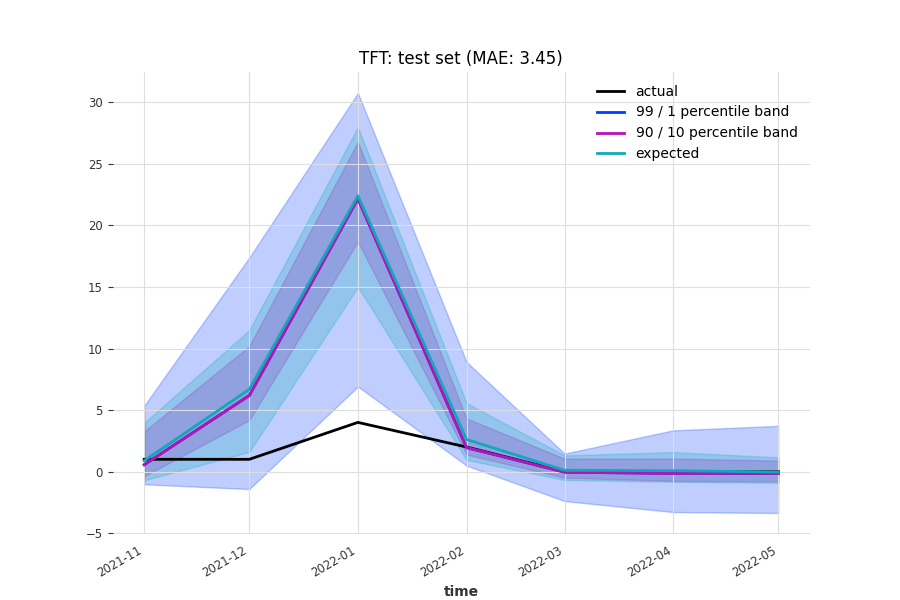 TFT: test set (MAE: 3.45)
actual
99 / 1 percentile band
90 / 10 percentile band
expected
30
25
20
15
10
5
0
−5
2021-11
2021-12
2022-01
2022-02
2022-03
2022-04
2022-05
time